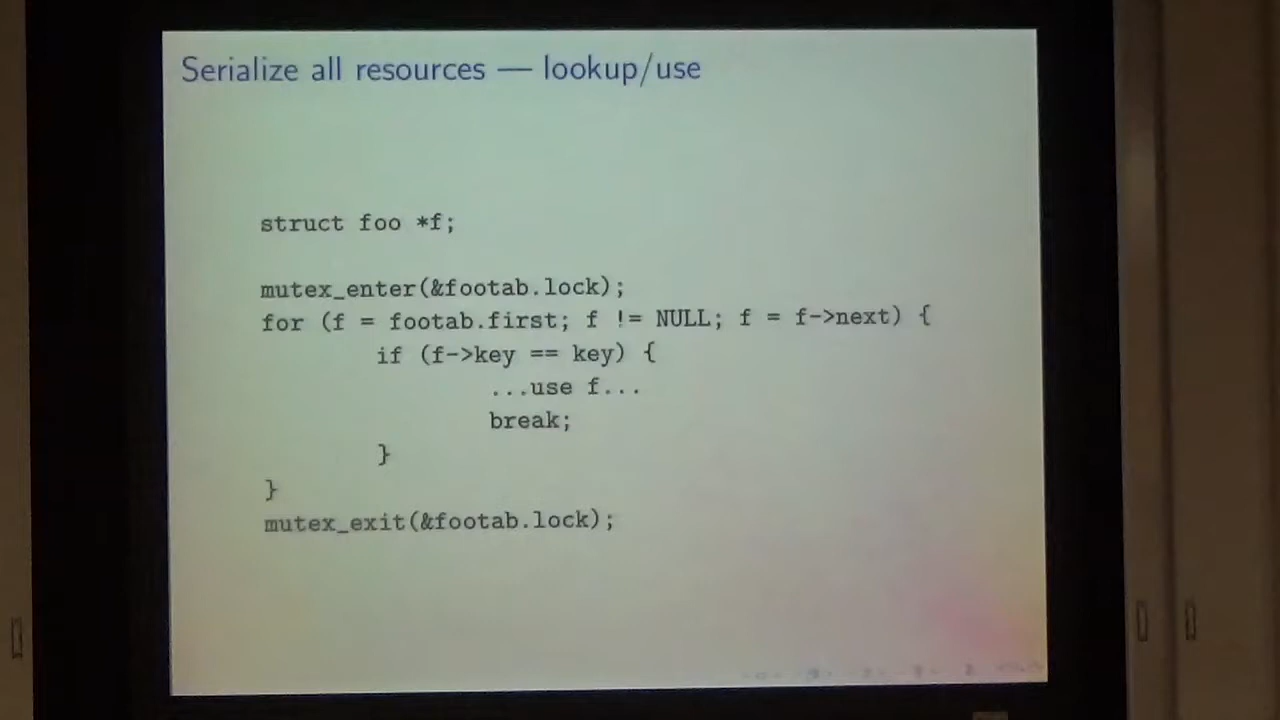 Serialize all resources — lookup/use
struct foo *f;
mutex_enter(&footab.lock);
for (f = footab.first; f != NULL; f = f->next) {
        if (f->key == key) {
                ...use f...
                break;
        }
}
mutex_exit(&footab.lock);